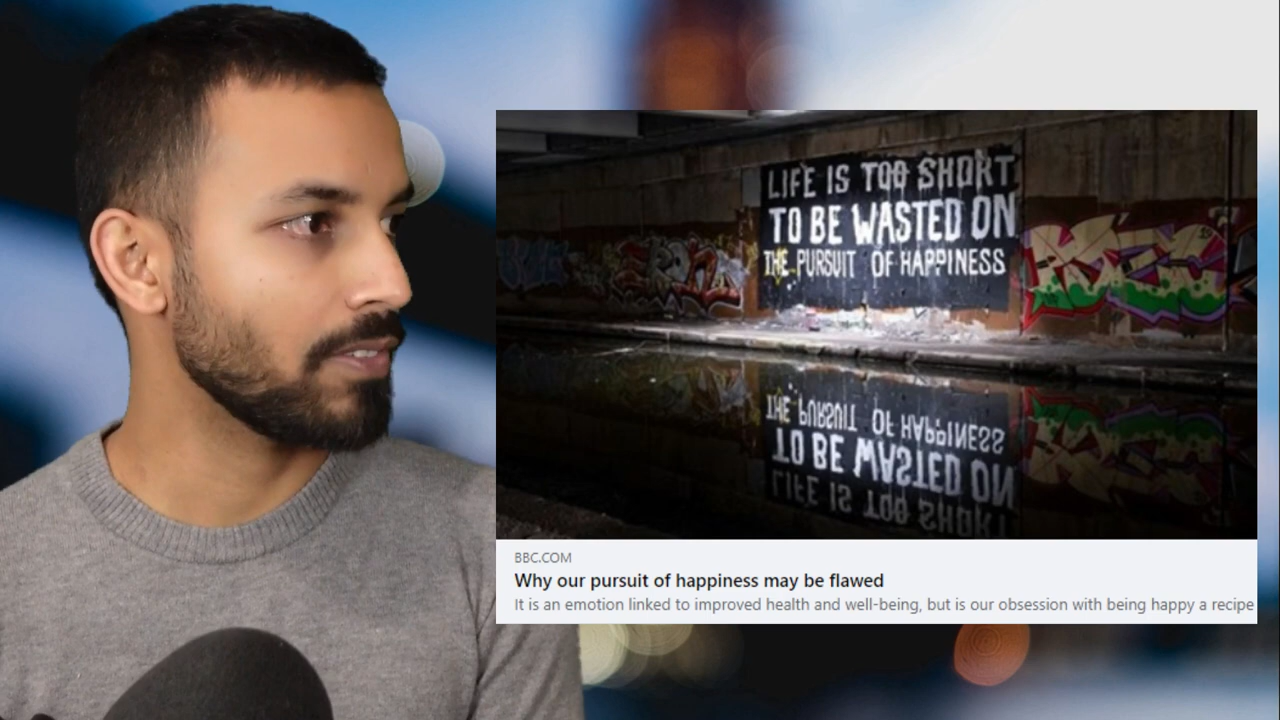 LIFE IS TOO SHORT
TO BE WASTED ON
THE PURSUIT OF HAPPINESS
THE PURSUIT OF HAPPINESS
TO BE WASTED ON
LIFE IS TOO SHORT
BBC.COM
Why our pursuit of happiness may be flawed
It is an emotion linked to improved health and well-being, but is our obsession with being happy a recipe